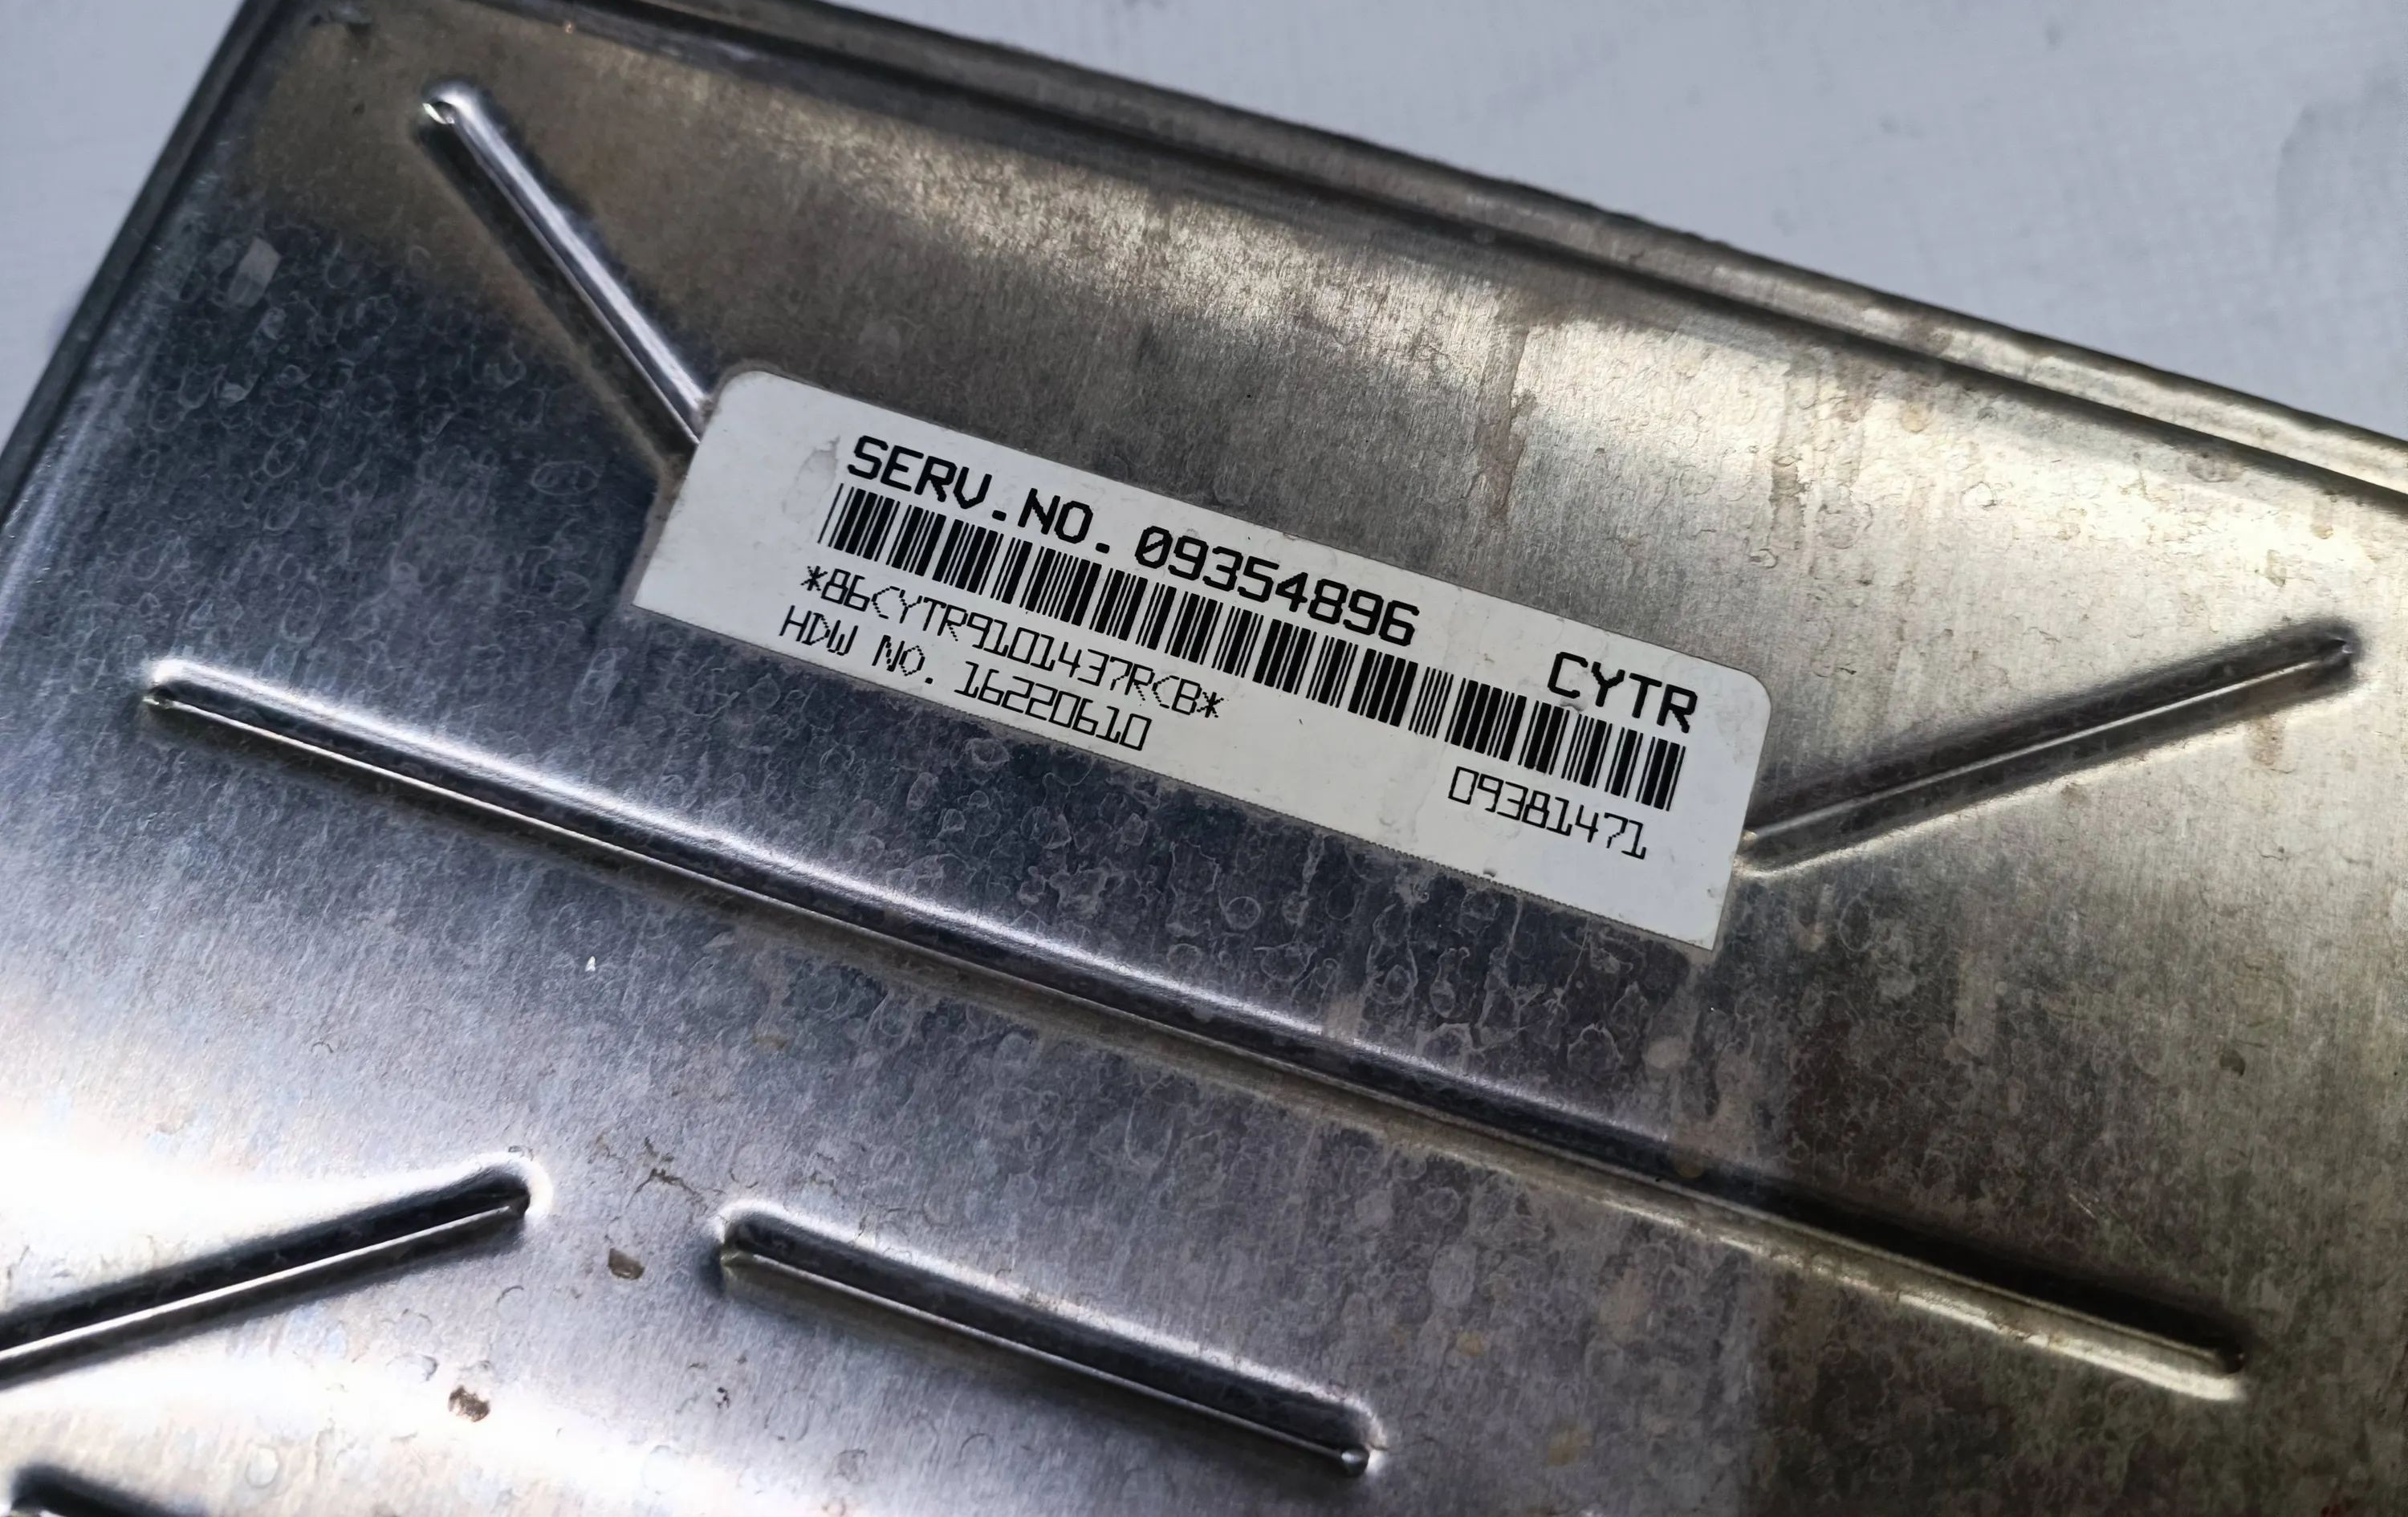 SERV.NO. 09354896 CYTR
*86CYTR9101437RCB* 09381471
HDW NO. 16220610